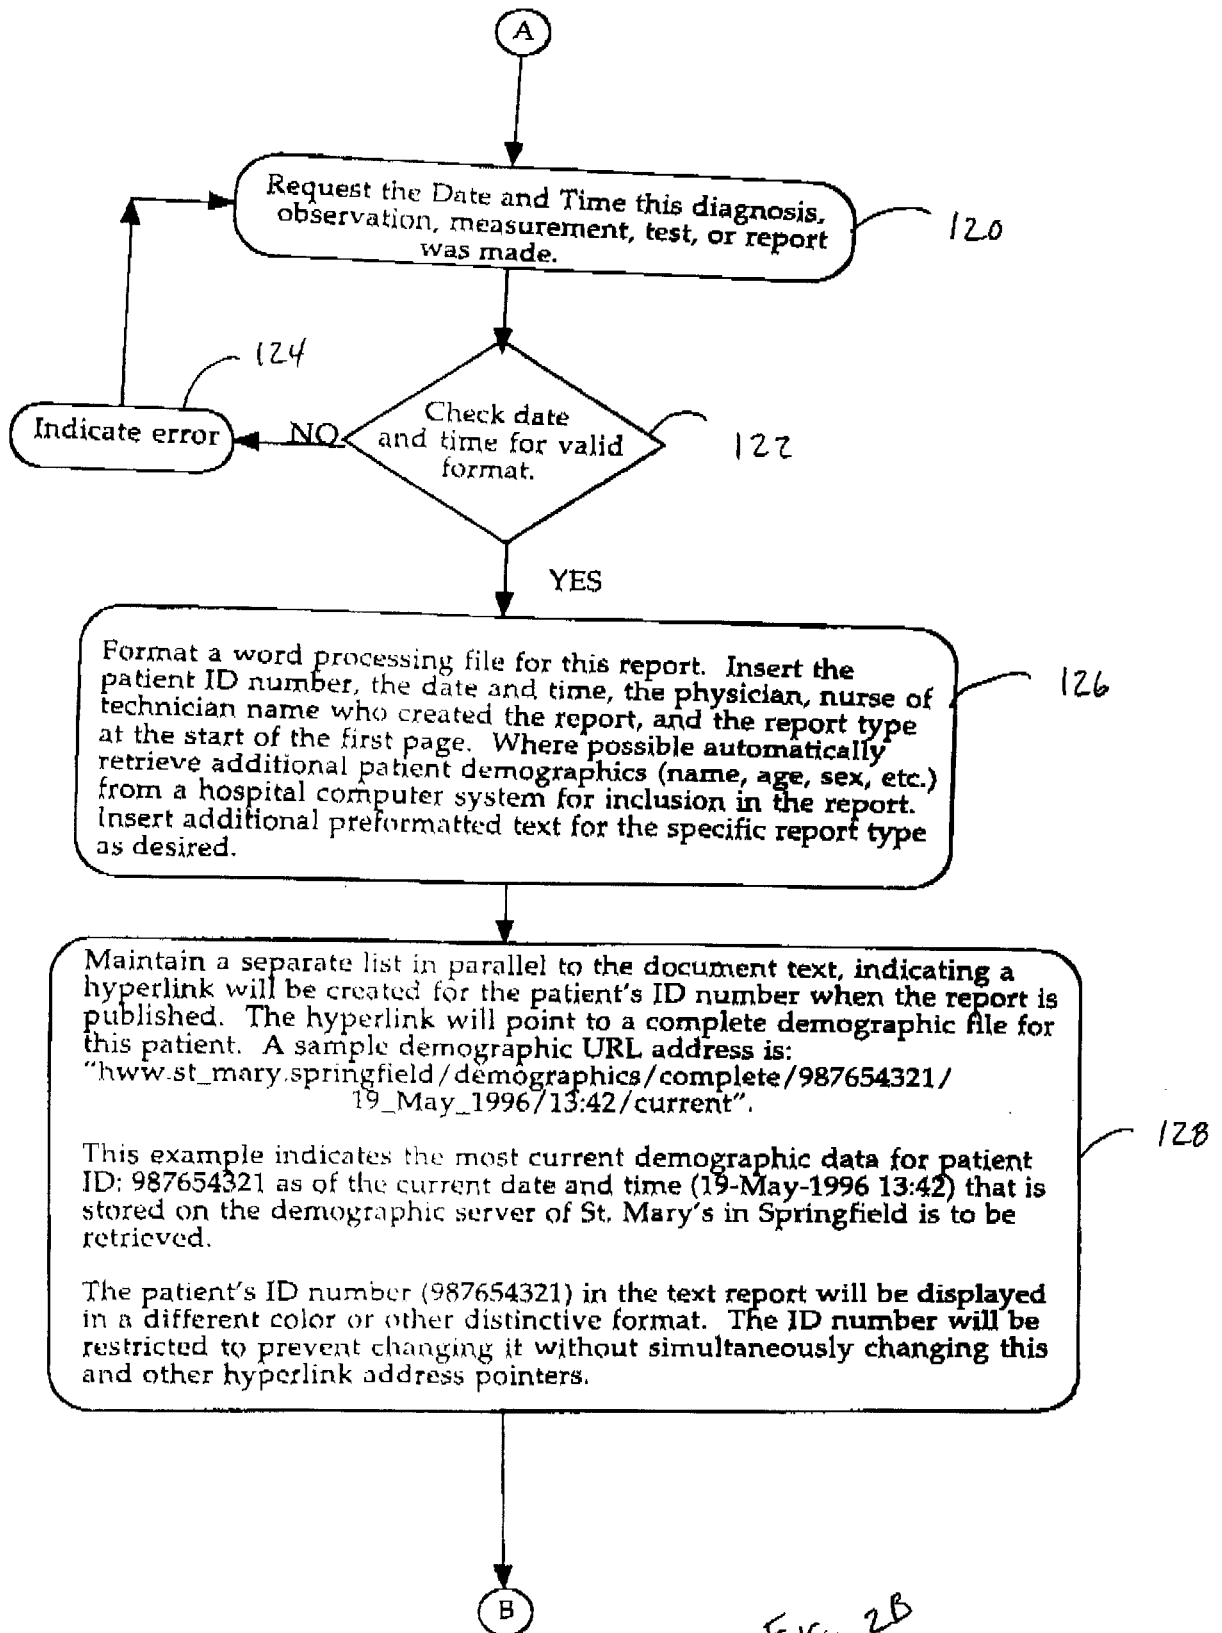 A
Request the Date and Time this diagnosis,
observation, measurement, test, or report
was made.
120
124
Indicate error
NO
Check date
and time for valid
format.
122
YES
Format a word processing file for this report. Insert the
patient ID number, the date and time, the physician, nurse of
technician name who created the report, and the report type
at the start of the first page. Where possible automatically
retrieve additional patient demographics (name, age, sex, etc.)
from a hospital computer system for inclusion in the report.
Insert additional preformatted text for the specific report type
as desired.
126
Maintain a separate list in parallel to the document text, indicating a
hyperlink will be created for the patient's ID number when the report is
published. The hyperlink will point to a complete demographic file for
this patient. A sample demographic URL address is:
"hww.st_mary.springfield/demographics/complete/987654321/
19_May_1996/13:42/current".
This example indicates the most current demographic data for patient
ID: 987654321 as of the current date and time (19-May-1996 13:42) that is
stored on the demographic server of St. Mary's in Springfield is to be
retrieved.
128
The patient's ID number (987654321) in the text report will be displayed
in a different color or other distinctive format. The ID number will be
restricted to prevent changing it without simultaneously changing this
and other hyperlink address pointers.
B
FIG. 2B